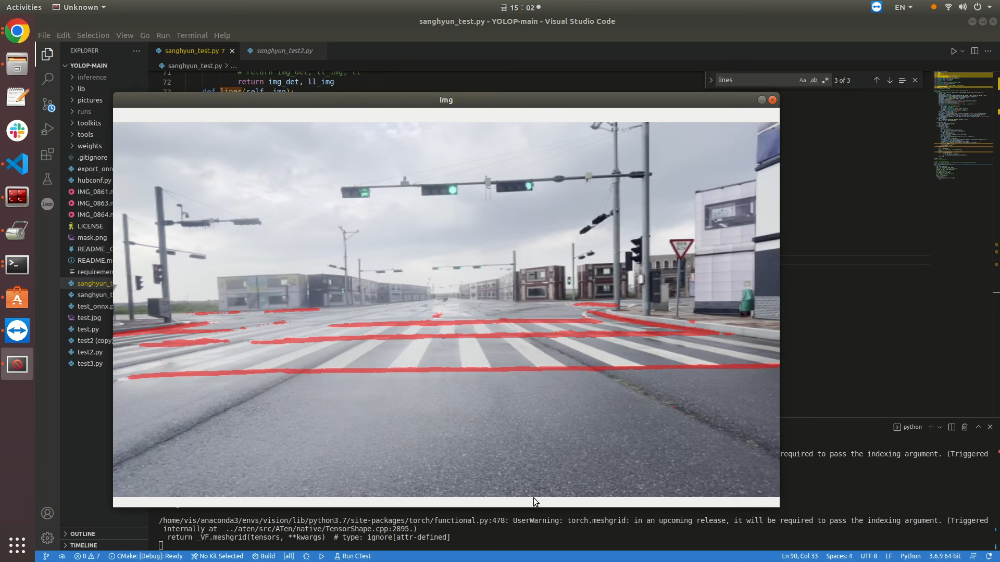 Activities
Unknown
금 15 : 02
EN
sanghyun_test.py - YOLOP-main - Visual Studio Code
File Edit Selection View Go Run Terminal Help
EXPLORER
sanghyun_test.py 7
sanghyun_test2.py
YOLOP-MAIN
sanghyun_test.py > ...
inference
lib
pictures
runs
toolkits
tools
weights
.gitignore
export_onn
hubconf.py
IMG_0861.
IMG_0863.
IMG_0864.
LICENSE
mask.png
README _C
README.m
requiremen
sanghyun_t
sanghyun_t
test_onnx.p
test.jpg
test.py
test2 (copy)
test2.py
test3.py
OUTLINE
TIMELINE
71 # return img_det, ll_img, ll
72 return img_det, ll_img
73 def lines(self, img):
lines
Aa ab
3 of 3
img
Json
python
required to pass the indexing argument. (Triggered
/home/vis/anaconda3/envs/vision/lib/python3.7/site-packages/torch/functional.py:478: UserWarning: torch.meshgrid: in an upcoming release, it will be required to pass the indexing argument. (Triggered
internally at ../aten/src/ATen/native/TensorShape.cpp:2895.)
return _VF.meshgrid(tensors, **kwargs) # type: ignore[attr-defined]
0 7 CMake: [Debug]: Ready No Kit Selected Build [all] Run CTest Ln 90, Col 33 Spaces: 4 UTF-8 LF Python 3.6.9 64-bit